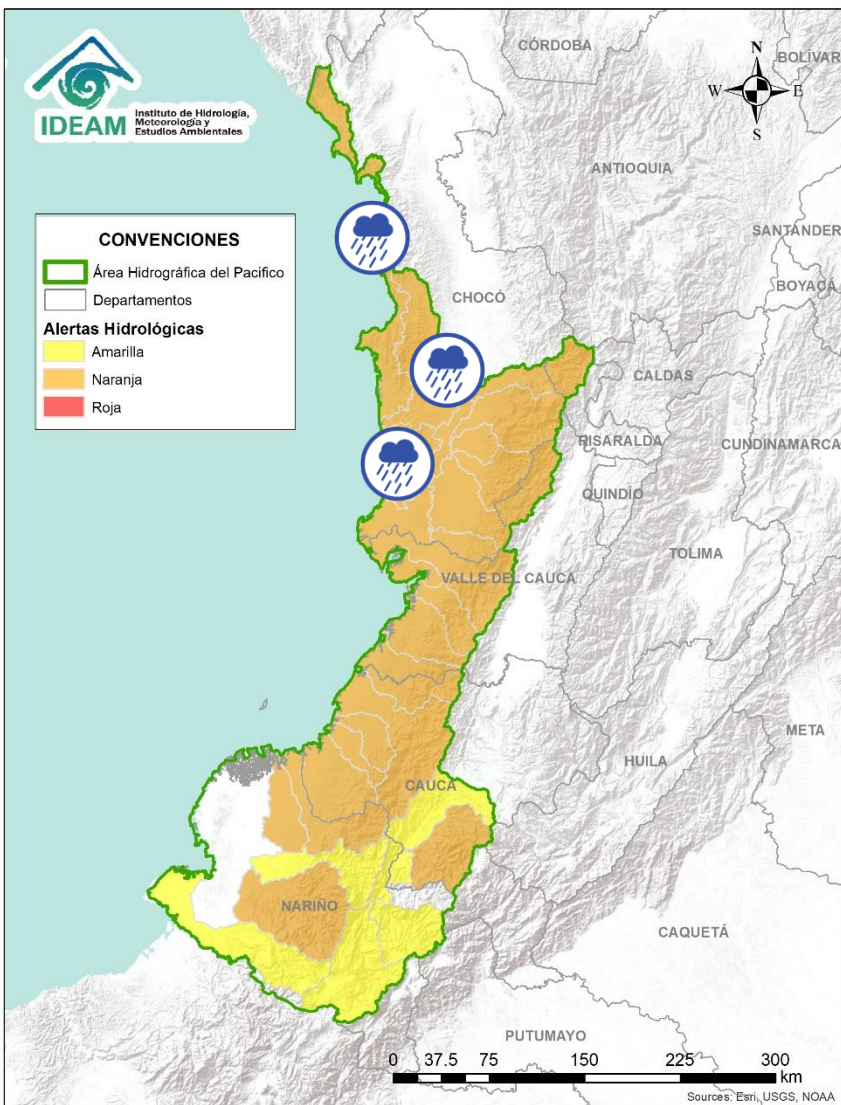 IDEAM
Instituto de Hidrología,
Meteorología y
Estudios Ambientales
CÓRDOBA
BOLÍVAR
N
W
E
S
ANTIOQUIA
SANTÁNDER
BOYACÁ
CONVENCIONES
Área Hidrográfica del Pacifico
Departamentos
Alertas Hidrológicas
Amarilla
Naranja
Roja
CHOCÓ
CALDAS
RISARALDA
CUNDINAMARCA
QUINDÍO
TOLIMA
VALLE DEL CAUCA
META
HUILA
CAUCA
NARIÑO
CAQUETÁ
PUTUMAYO
0 37.5 75 150 225 300
km
Sources: Esri, USGS, NOAA